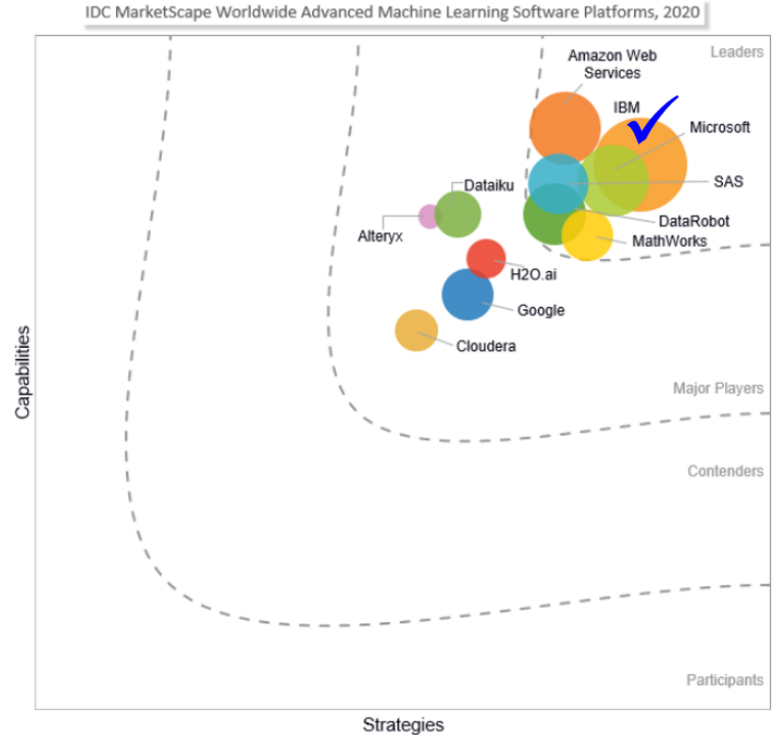 IDC MarketScape Worldwide Advanced Machine Learning Software Platforms, 2020
Leaders
Amazon Web
Services
IBM
Microsoft
SAS
Dataiku
DataRobot
Alteryx
MathWorks
H2O.ai
Google
Cloudera
Capabilities
Major Players
Contenders
Participants
Strategies